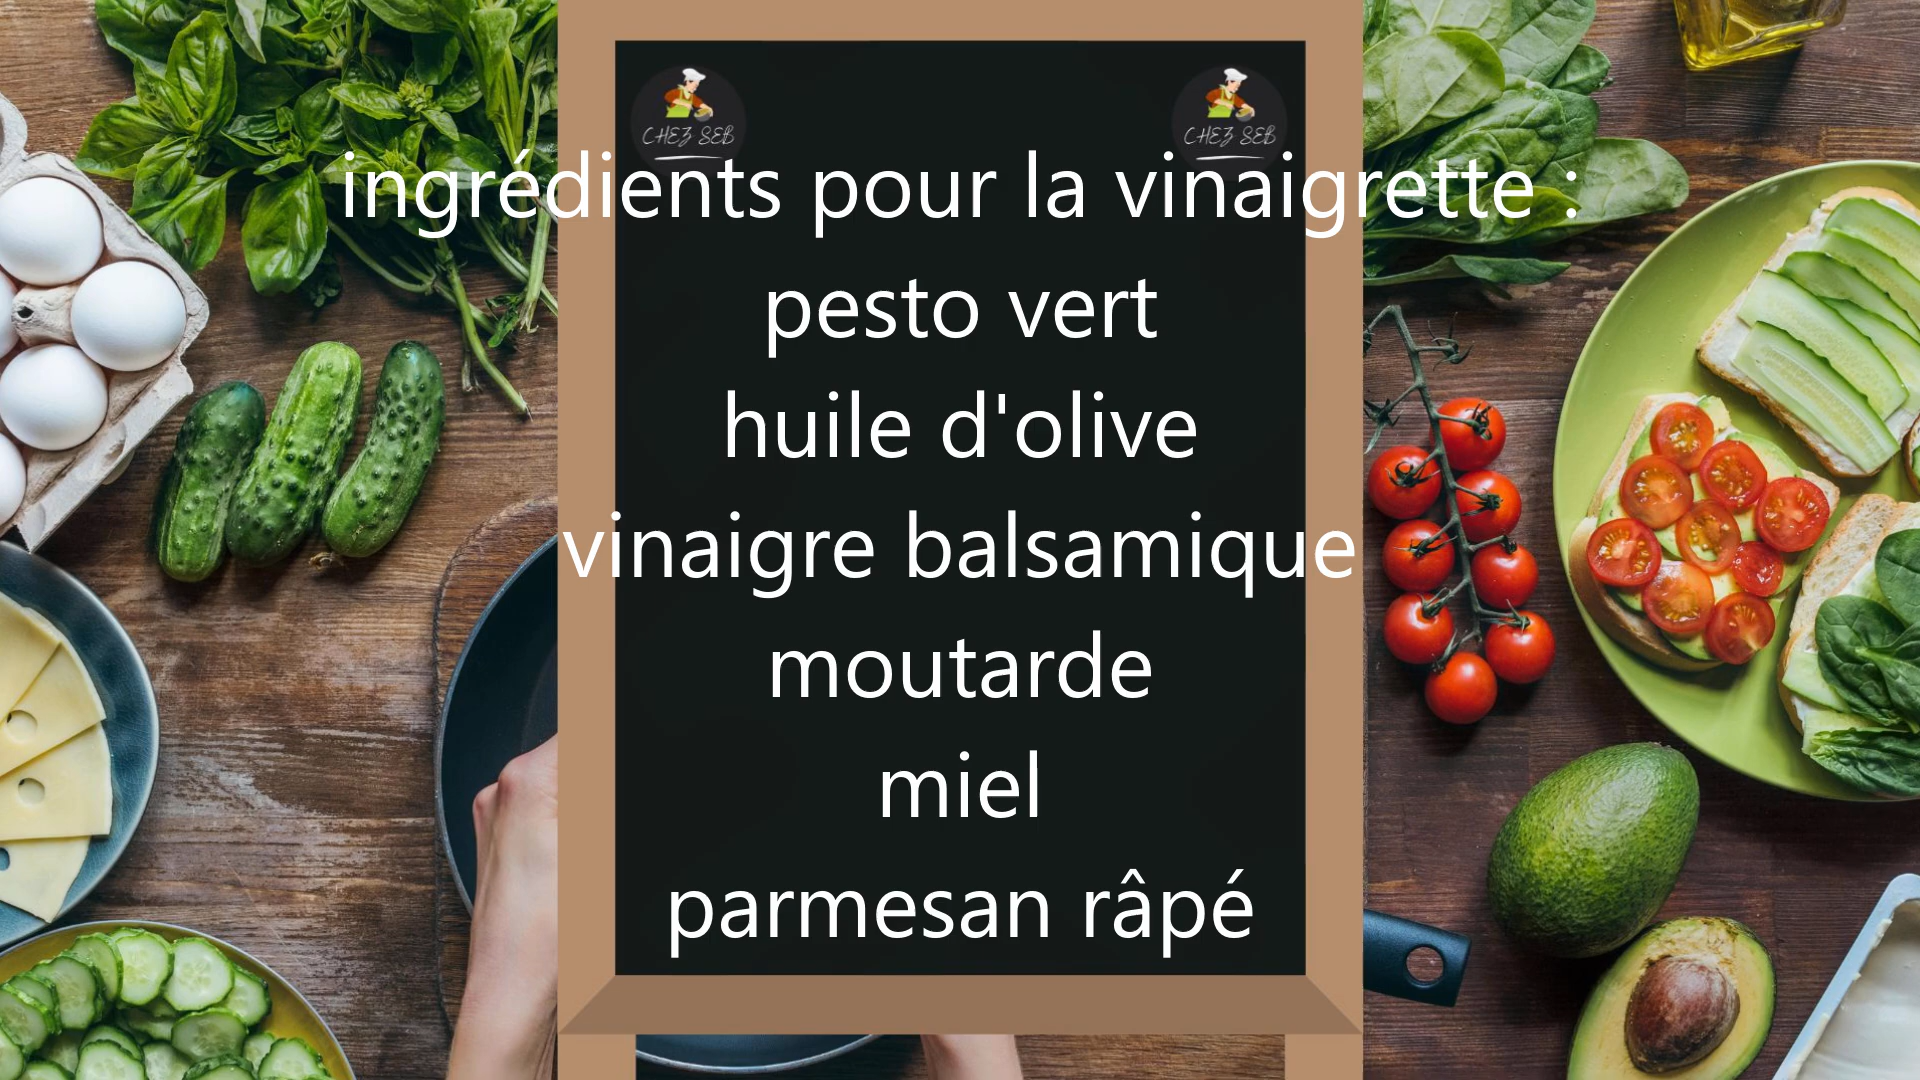 CHEZ SEB
CHEZ SEB
ingrédients pour la vinaigrette :
pesto vert
huile d'olive
vinaigre balsamique
moutarde
miel
parmesan râpé